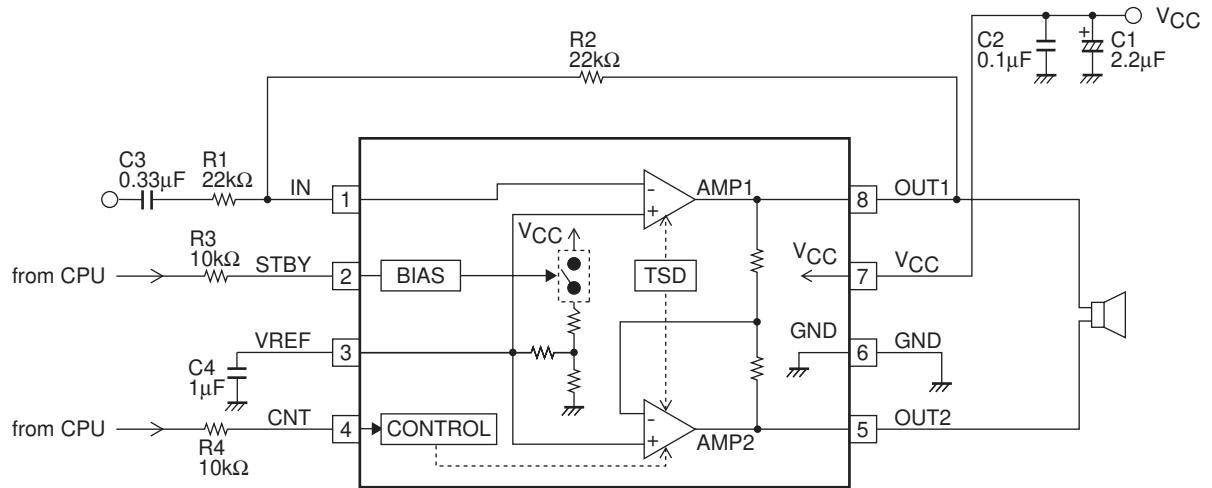 VCC
R2
22kΩ
C2
0.1μF
+
C1
2.2μF
C3
0.33μF
R1
22kΩ
IN
1
-
+
AMP1
8
OUT1
R3
10kΩ
from CPU
STBY
2
BIAS
VCC
TSD
VCC
7
VCC
VREF
3
GND
6
GND
C4
1μF
from CPU
CNT
4
CONTROL
-
+
AMP2
5
OUT2
R4
10kΩ